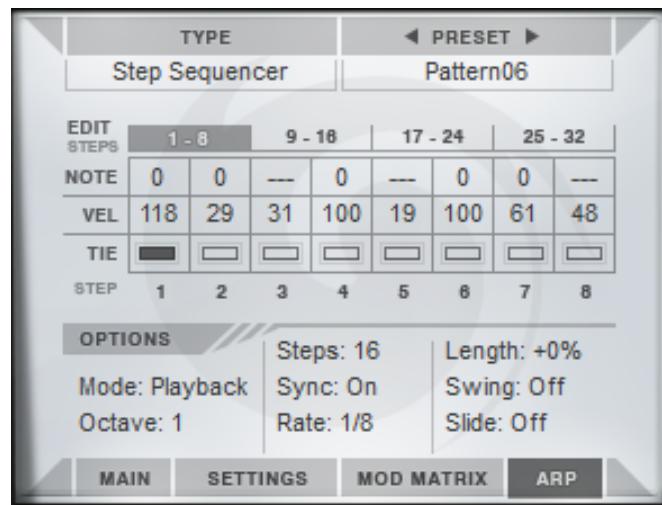 TYPE ◀ PRESET ▶
Step Sequencer Pattern06
EDIT STEPS 1 - 8 9 - 16 17 - 24 25 - 32
NOTE 0 0 --- 0 --- 0 0 ---
VEL 118 29 31 100 19 100 61 48
TIE
STEP 1 2 3 4 5 6 7 8
OPTIONS
Steps: 16 Length: +0%
Mode: Playback Sync: On Swing: Off
Octave: 1 Rate: 1/8 Slide: Off
MAIN SETTINGS MOD MATRIX ARP